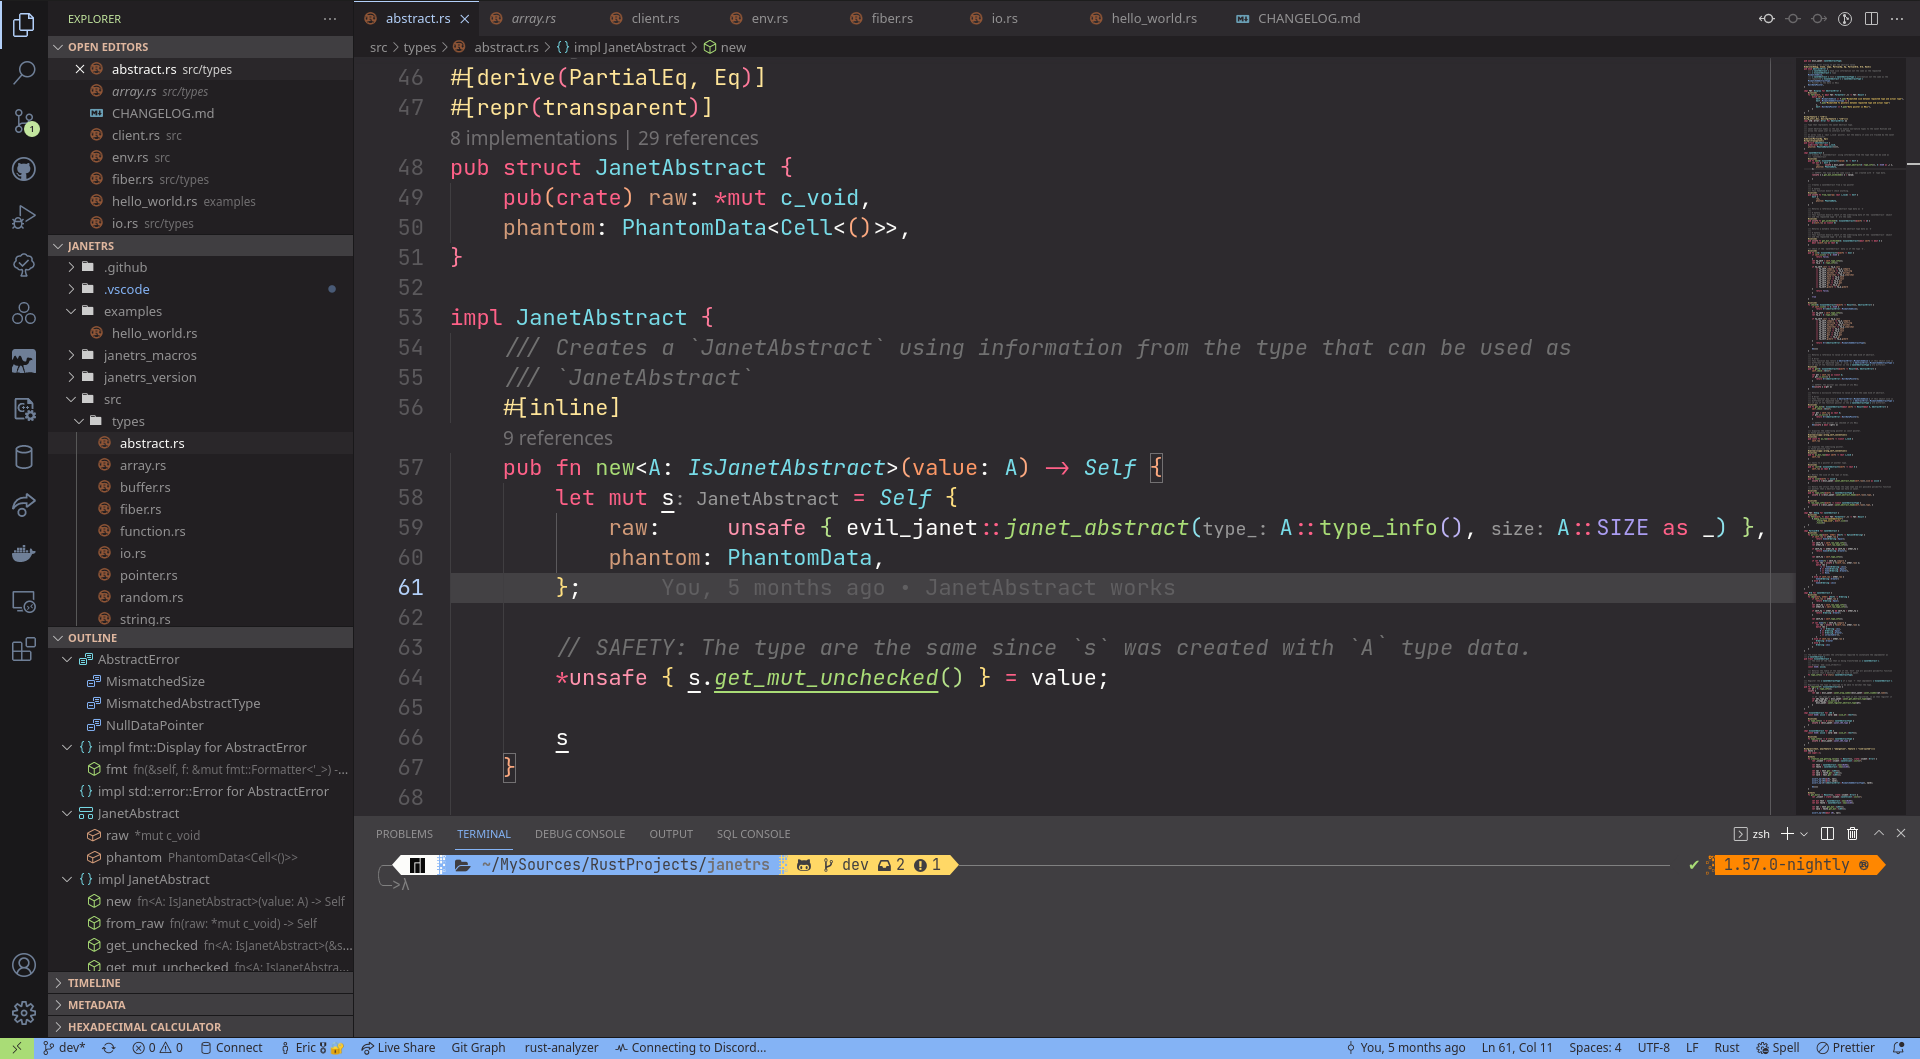 EXPLORER
OPEN EDITORS
abstract.rs src/types
array.rs src/types
CHANGELOG.md
client.rs src
env.rs src
fiber.rs src/types
hello_world.rs examples
io.rs src/types
JANETRS
.github
.vscode
examples
hello_world.rs
janetrs_macros
janetrs_version
src
types
abstract.rs
array.rs
buffer.rs
fiber.rs
function.rs
io.rs
pointer.rs
random.rs
string.rs
OUTLINE
AbstractError
MismatchedSize
MismatchedAbstractType
NullDataPointer
impl fmt::Display for AbstractError
fmt fn(&self, f: &mut fmt::Formatter<'_>) -...
impl std::error::Error for AbstractError
JanetAbstract
raw *mut c_void
phantom PhantomData<Cell<()>>
impl JanetAbstract
new fn<A: IsJanetAbstract>(value: A) -> Self
from_raw fn(raw: *mut c_void) -> Self
get_unchecked fn<A: IsJanetAbstract>(&s...
get_mut_unchecked fn<A: IsJanetAbstra...
TIMELINE
METADATA
HEXADECIMAL CALCULATOR
abstract.rs array.rs client.rs env.rs fiber.rs io.rs hello_world.rs CHANGELOG.md
src > types > abstract.rs > {} impl JanetAbstract > new
46 #[derive(PartialEq, Eq)]
47 #[repr(transparent)]
8 implementations | 29 references
48 pub struct JanetAbstract {
49 pub(crate) raw: *mut c_void,
50 phantom: PhantomData<Cell<()>>,
51 }
52
53 impl JanetAbstract {
54 /// Creates a `JanetAbstract` using information from the type that can be used as
55 /// `JanetAbstract`
56 #[inline]
9 references
57 pub fn new<A: IsJanetAbstract>(value: A) -> Self {
58 let mut s: JanetAbstract = Self {
59 raw: unsafe { evil_janet::janet_abstract(type_: A::type_info(), size: A::SIZE as _) },
60 phantom: PhantomData,
61 }; You, 5 months ago • JanetAbstract works
62
63 // SAFETY: The type are the same since `s` was created with `A` type data.
64 *unsafe { s.get_mut_unchecked() } = value;
65
66 s
67 }
68
PROBLEMS TERMINAL DEBUG CONSOLE OUTPUT SQL CONSOLE zsh
~/MySources/RustProjects/janetrs dev 2 1 ✔ 1.57.0-nightly
->λ
1
dev* 0 0 Connect Eric Live Share Git Graph rust-analyzer Connecting to Discord... You, 5 months ago Ln 61, Col 11 Spaces: 4 UTF-8 LF Rust Spell Prettier